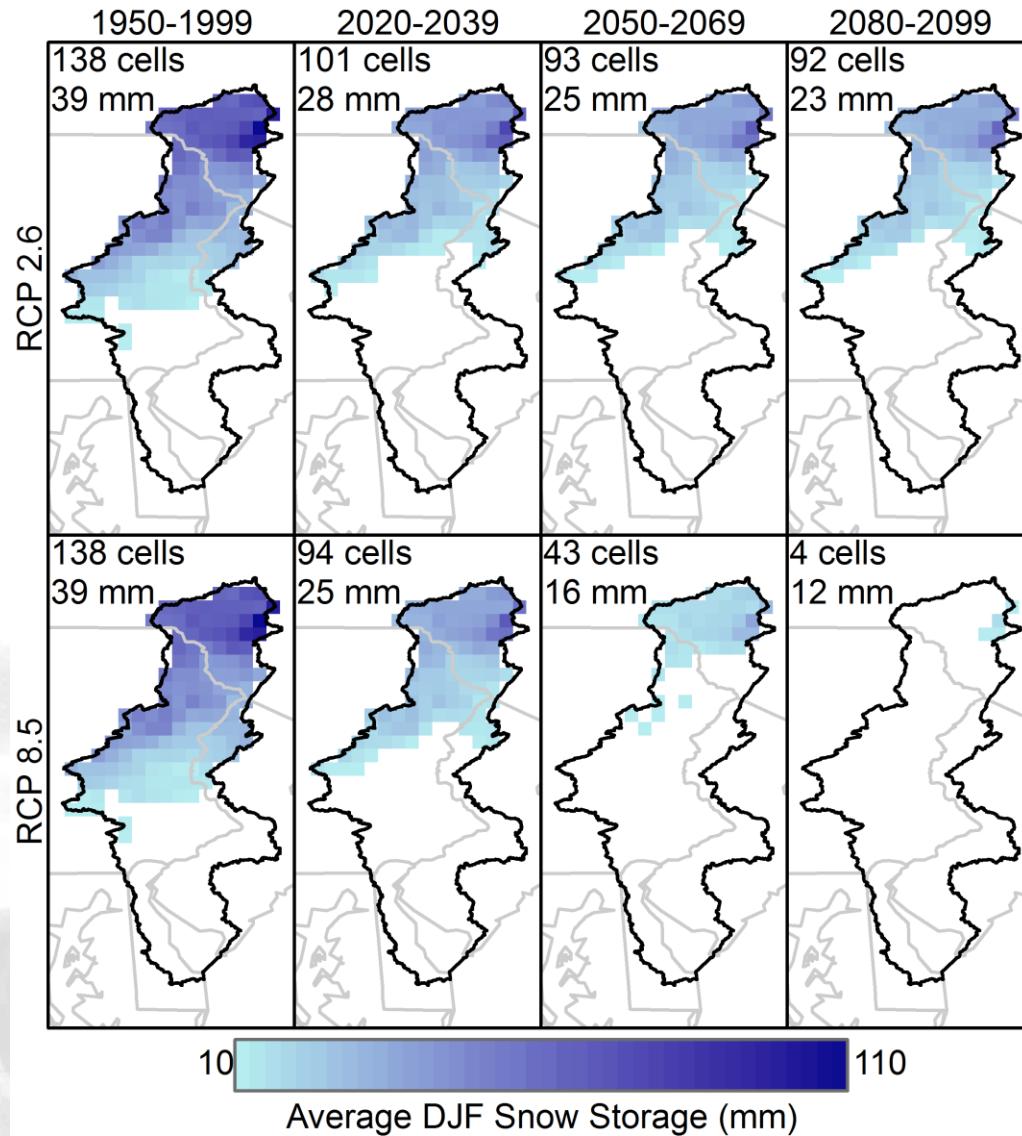 1950-1999
2020-2039
2050-2069
2080-2099
RCP 2.6
138 cells
39 mm
101 cells
28 mm
93 cells
25 mm
92 cells
23 mm
RCP 8.5
138 cells
39 mm
94 cells
25 mm
43 cells
16 mm
4 cells
12 mm
10
110
Average DJF Snow Storage (mm)